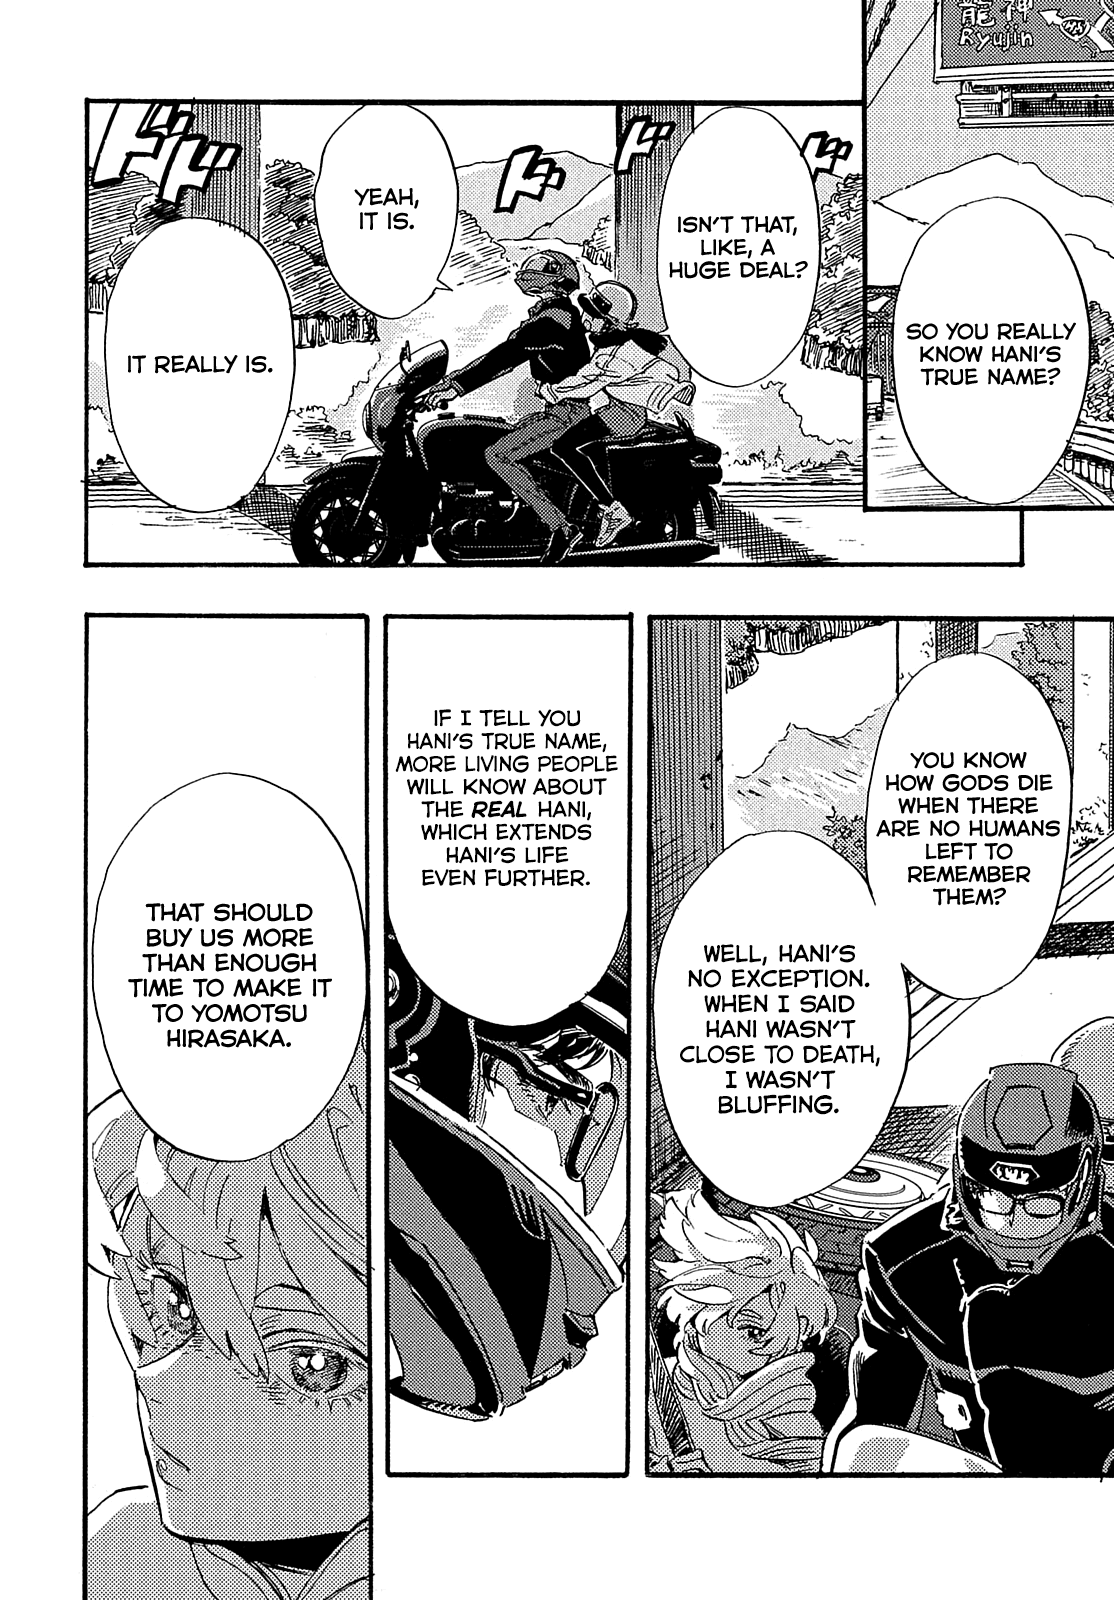 龍神
Ryujin
SO YOU REALLY
KNOW HANI'S
TRUE NAME?
ISN'T THAT,
LIKE, A
HUGE DEAL?
YEAH,
IT IS.
IT REALLY IS.
ドド
ドド
ド
ド
ド
YOU KNOW
HOW GODS DIE
WHEN THERE
ARE NO HUMANS
LEFT TO
REMEMBER
THEM?
WELL, HANI'S
NO EXCEPTION.
WHEN I SAID
HANI WASN'T
CLOSE TO DEATH,
I WASN'T
BLUFFING.
IF I TELL YOU
HANI'S TRUE NAME,
MORE LIVING PEOPLE
WILL KNOW ABOUT
THE REAL HANI,
WHICH EXTENDS
HANI'S LIFE
EVEN FURTHER.
THAT SHOULD
BUY US MORE
THAN ENOUGH
TIME TO MAKE IT
TO YOMOTSU
HIRASAKA.